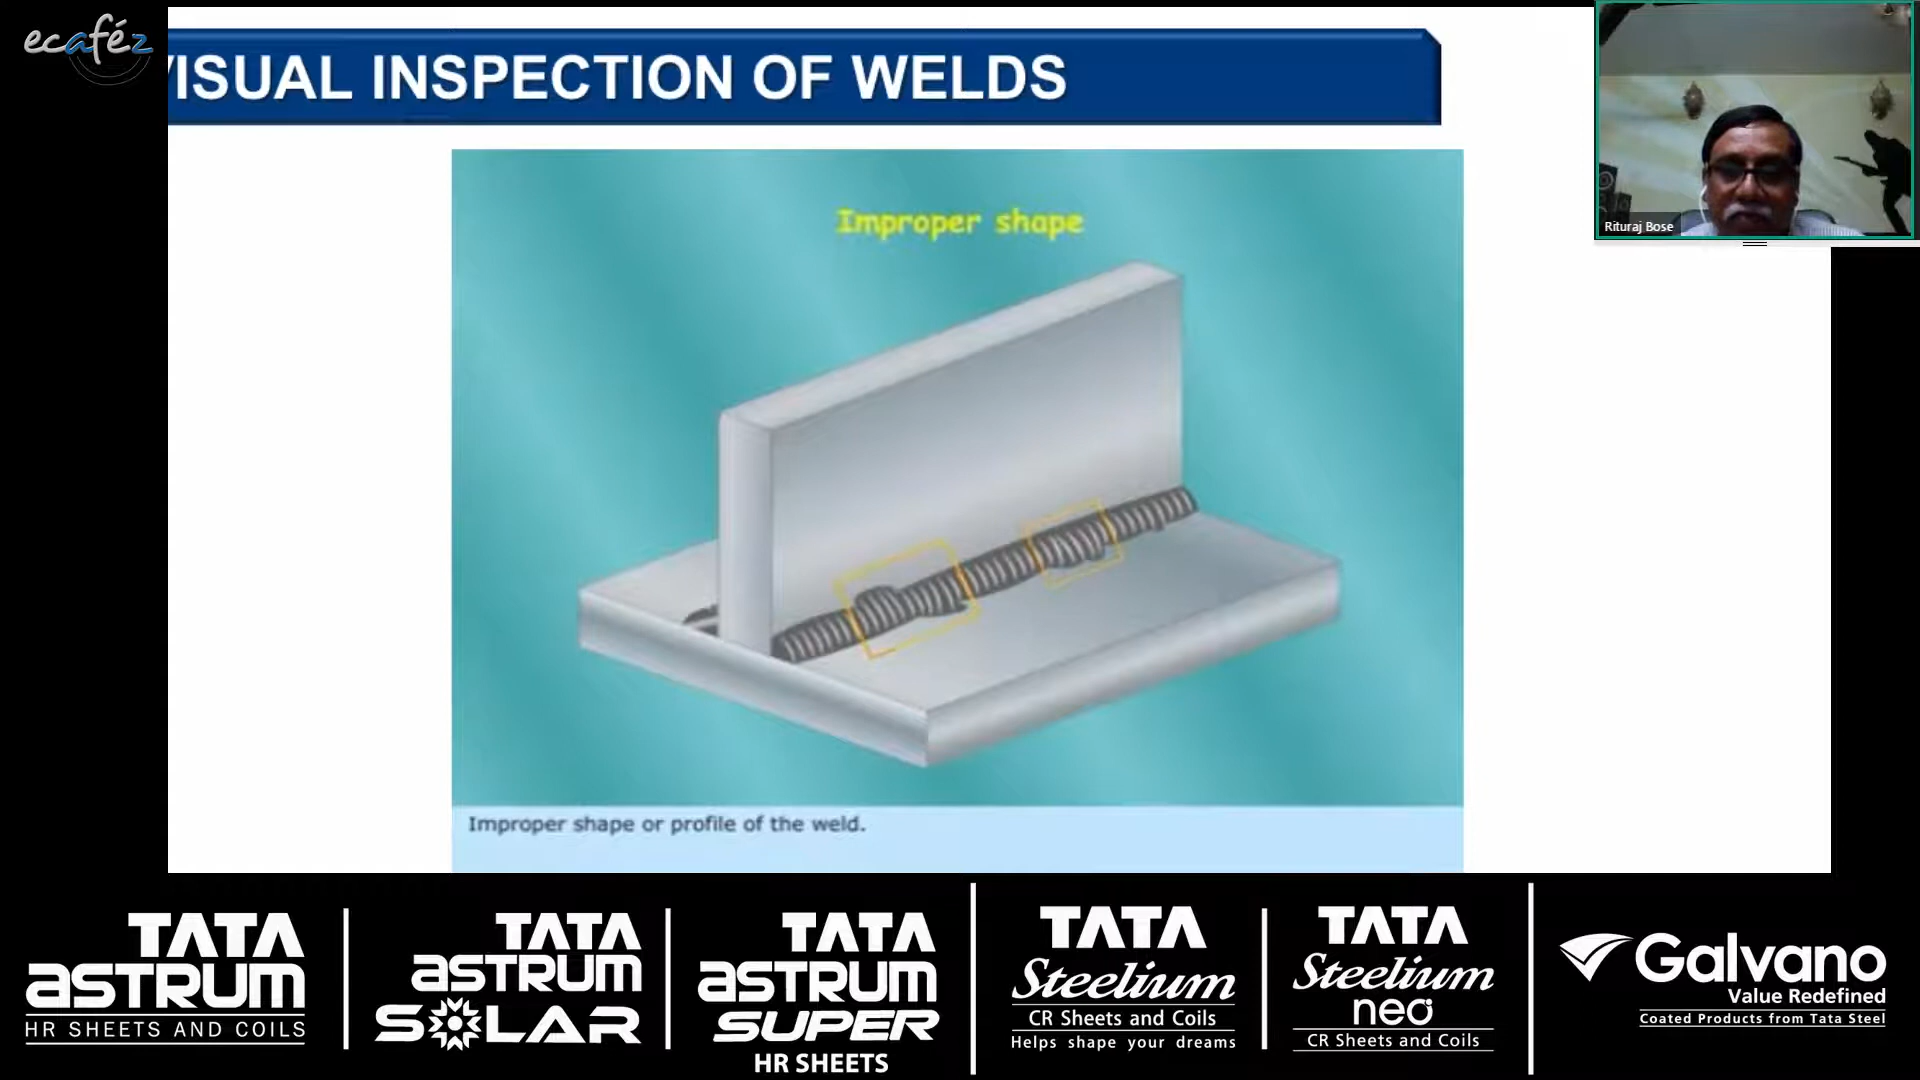 ecaféz
VISUAL INSPECTION OF WELDS
Rituraj Bose
Improper shape
Improper shape or profile of the weld.
TATA
ASTRUM
HR SHEETS AND COILS
TATA
ASTRUM
SOLAR
TATA
ASTRUM
SUPER
HR SHEETS
TATA
Steelium
CR Sheets and Coils
Helps shape your dreams
TATA
Steelium
neo
CR Sheets and Coils
Galvano
Value Redefined
Coated Products from Tata Steel